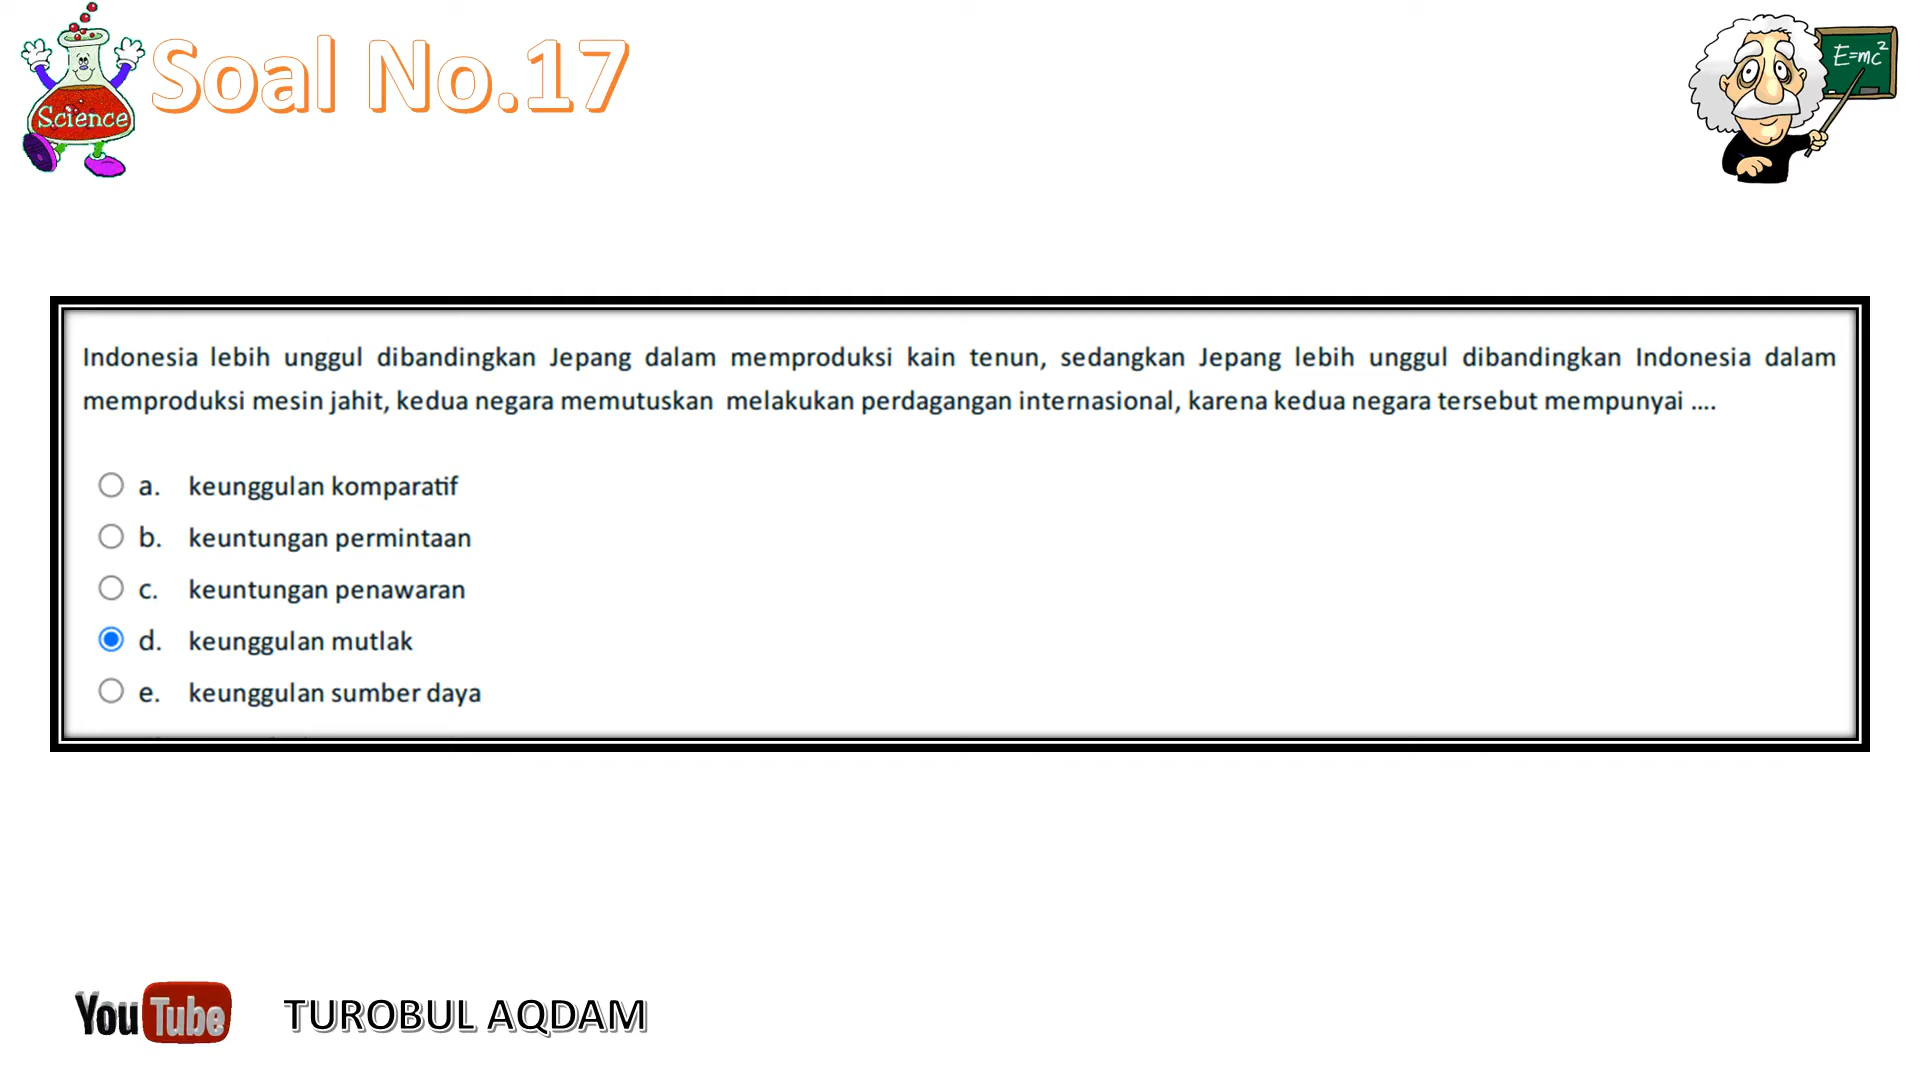 Science
Soal No.17
E=mc²
Indonesia lebih unggul dibandingkan Jepang dalam memproduksi kain tenun, sedangkan Jepang lebih unggul dibandingkan Indonesia dalam
memproduksi mesin jahit, kedua negara memutuskan melakukan perdagangan internasional, karena kedua negara tersebut mempunyai ....
a. keunggulan komparatif
b. keuntungan permintaan
c. keuntungan penawaran
d. keunggulan mutlak
e. keunggulan sumber daya
YouTube
TUROBUL AQDAM